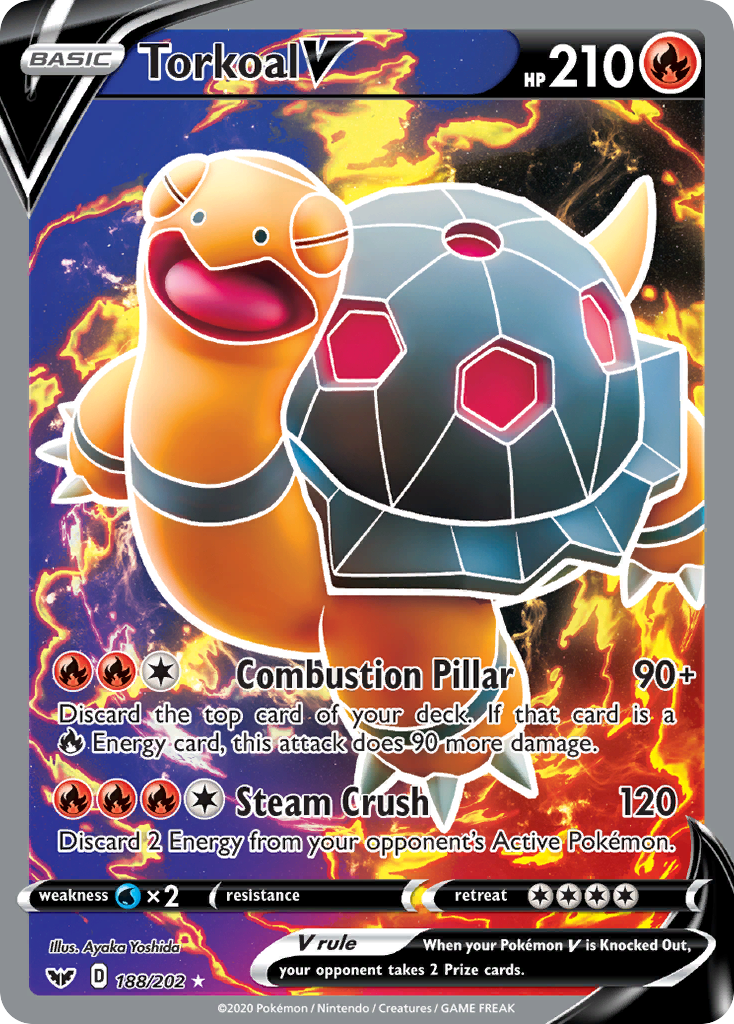 BASIC Torkoal V HP 210
Combustion Pillar 90+
Discard the top card of your deck. If that card is a
Energy card, this attack does 90 more damage.
Steam Crush 120
Discard 2 Energy from your opponent's Active Pokémon.
weakness ×2 resistance retreat
Illus. Ayaka Yoshida
V rule When your Pokémon V is Knocked Out,
your opponent takes 2 Prize cards.
D 188/202
©2020 Pokémon / Nintendo / Creatures / GAME FREAK